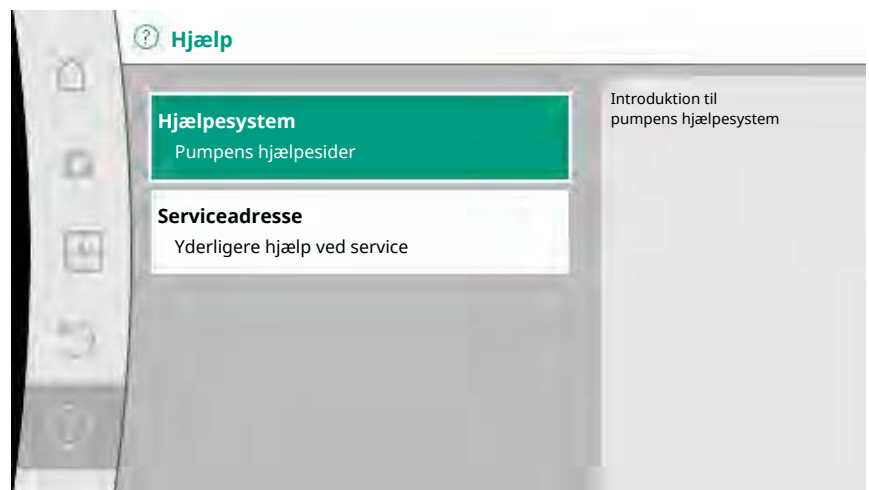 Hjælp
Hjælpesystem
Pumpens hjælpesider
Serviceadresse
Yderligere hjælp ved service
Introduktion til
pumpens hjælpesystem